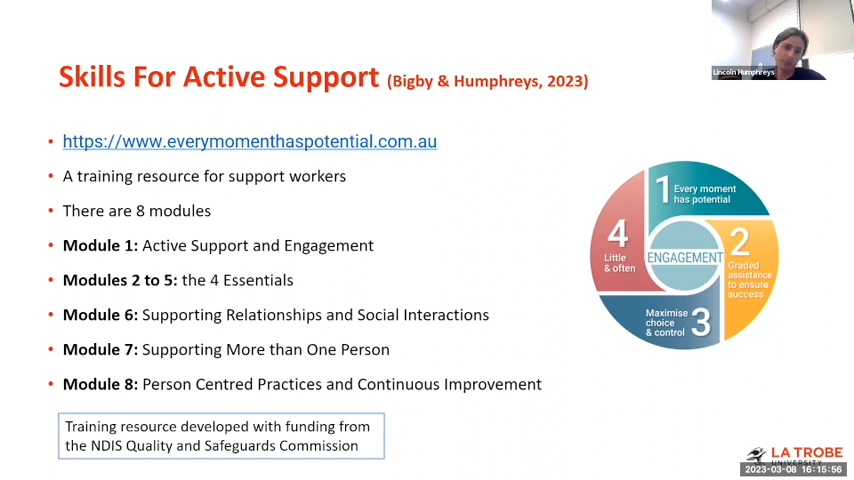 Lincoln Humphreys
Skills For Active Support (Bigby & Humphreys, 2023)
• https://www.everymomenthaspotential.com.au
• A training resource for support workers
• There are 8 modules
• Module 1: Active Support and Engagement
• Modules 2 to 5: the 4 Essentials
• Module 6: Supporting Relationships and Social Interactions
• Module 7: Supporting More than One Person
• Module 8: Person Centred Practices and Continuous Improvement
Training resource developed with funding from
the NDIS Quality and Safeguards Commission
1 Every moment
has potential
2
Graded
assistance
to ensure
success
Maximise
choice
& control 3
4
Little
& often
ENGAGEMENT
LA TROBE
UNIVERSITY
2023-03-08 16:15:56